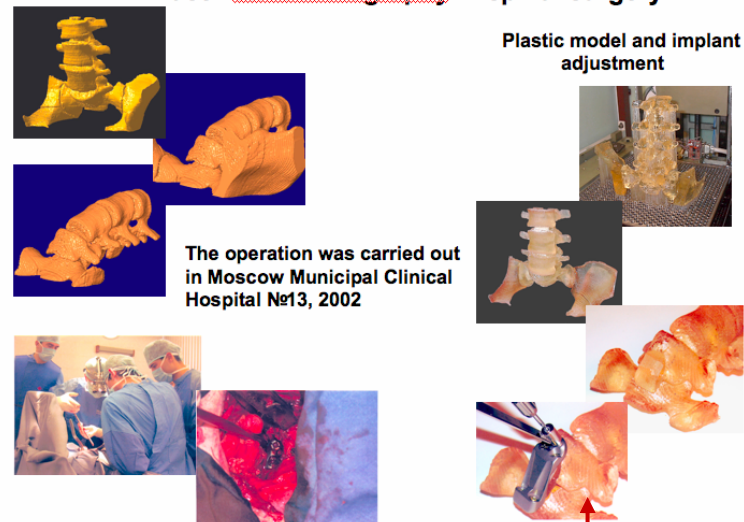 Plastic model and implant
adjustment
The operation was carried out
in Moscow Municipal Clinical
Hospital №13, 2002